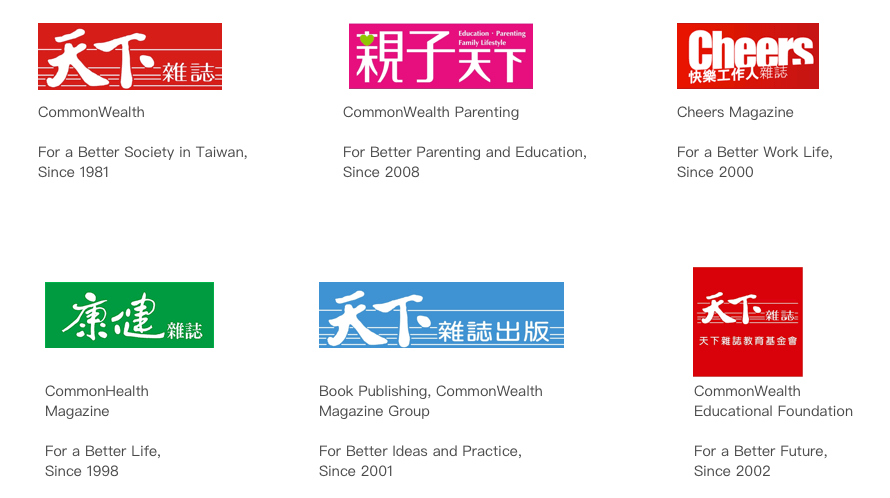 天下雜誌
CommonWealth
For a Better Society in Taiwan,
Since 1981
親子天下
Education · Parenting
Family Lifestyle
CommonWealth Parenting
For Better Parenting and Education,
Since 2008
Cheers
快樂工作人雜誌
Cheers Magazine
For a Better Work Life,
Since 2000
康健雜誌
CommonHealth
Magazine
For a Better Life,
Since 1998
天下雜誌出版
Book Publishing, CommonWealth
Magazine Group
For Better Ideas and Practice,
Since 2001
天下雜誌
天下雜誌教育基金會
CommonWealth
Educational Foundation
For a Better Future,
Since 2002